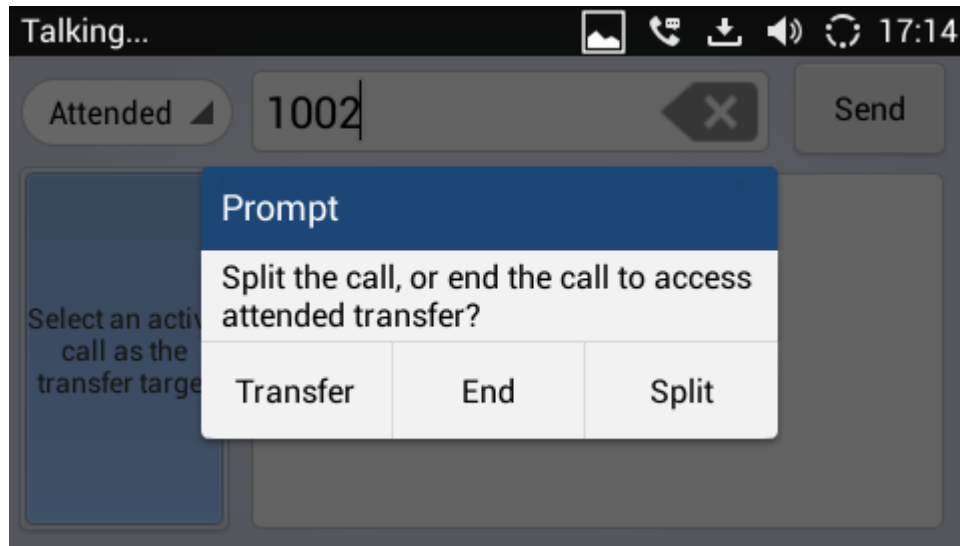 Talking...
17:14
Attended
1002
Send
Prompt
Split the call, or end the call to access
attended transfer?
Select an activ
call as the
transfer targe
Transfer
End
Split